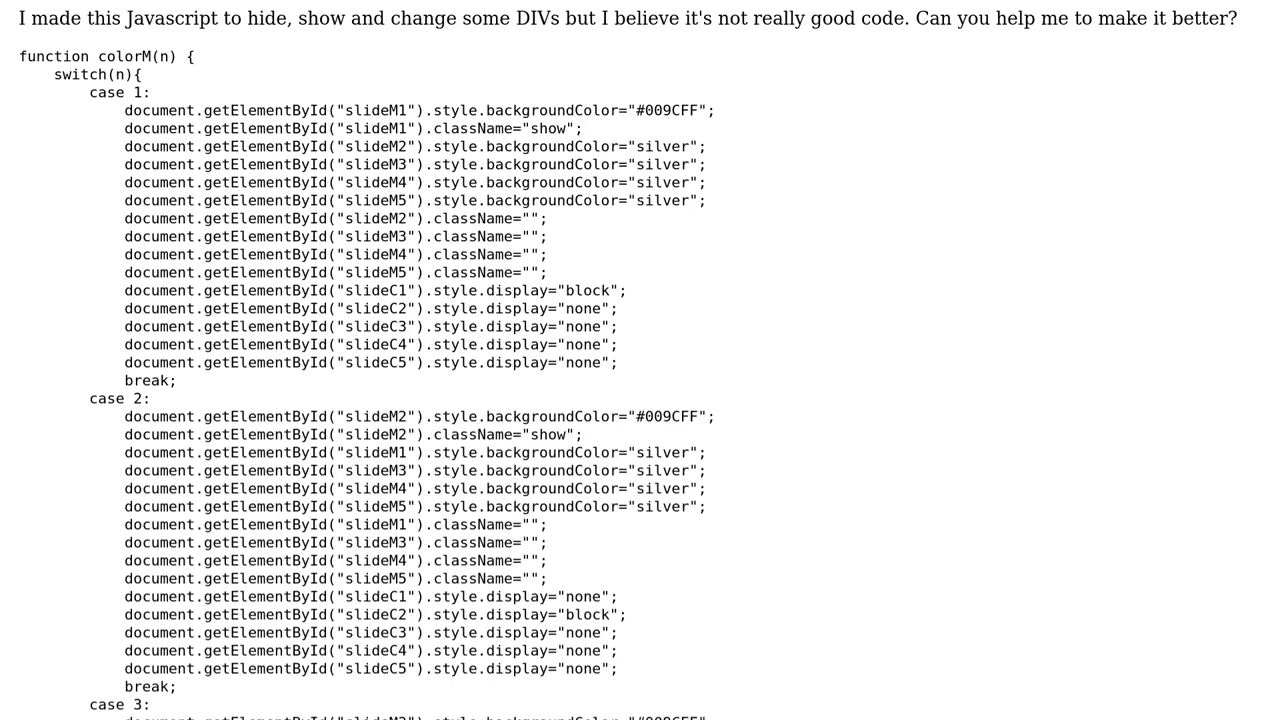 I made this Javascript to hide, show and change some DIVs but I believe it's not really good code. Can you help me to make it better?
function colorM(n) {
    switch(n){
        case 1:
            document.getElementById("slideM1").style.backgroundColor="#009CFF";
            document.getElementById("slideM1").className="show";
            document.getElementById("slideM2").style.backgroundColor="silver";
            document.getElementById("slideM3").style.backgroundColor="silver";
            document.getElementById("slideM4").style.backgroundColor="silver";
            document.getElementById("slideM5").style.backgroundColor="silver";
            document.getElementById("slideM2").className="";
            document.getElementById("slideM3").className="";
            document.getElementById("slideM4").className="";
            document.getElementById("slideM5").className="";
            document.getElementById("slideC1").style.display="block";
            document.getElementById("slideC2").style.display="none";
            document.getElementById("slideC3").style.display="none";
            document.getElementById("slideC4").style.display="none";
            document.getElementById("slideC5").style.display="none";
            break;
        case 2:
            document.getElementById("slideM2").style.backgroundColor="#009CFF";
            document.getElementById("slideM2").className="show";
            document.getElementById("slideM1").style.backgroundColor="silver";
            document.getElementById("slideM3").style.backgroundColor="silver";
            document.getElementById("slideM4").style.backgroundColor="silver";
            document.getElementById("slideM5").style.backgroundColor="silver";
            document.getElementById("slideM1").className="";
            document.getElementById("slideM3").className="";
            document.getElementById("slideM4").className="";
            document.getElementById("slideM5").className="";
            document.getElementById("slideC1").style.display="none";
            document.getElementById("slideC2").style.display="block";
            document.getElementById("slideC3").style.display="none";
            document.getElementById("slideC4").style.display="none";
            document.getElementById("slideC5").style.display="none";
            break;
        case 3: